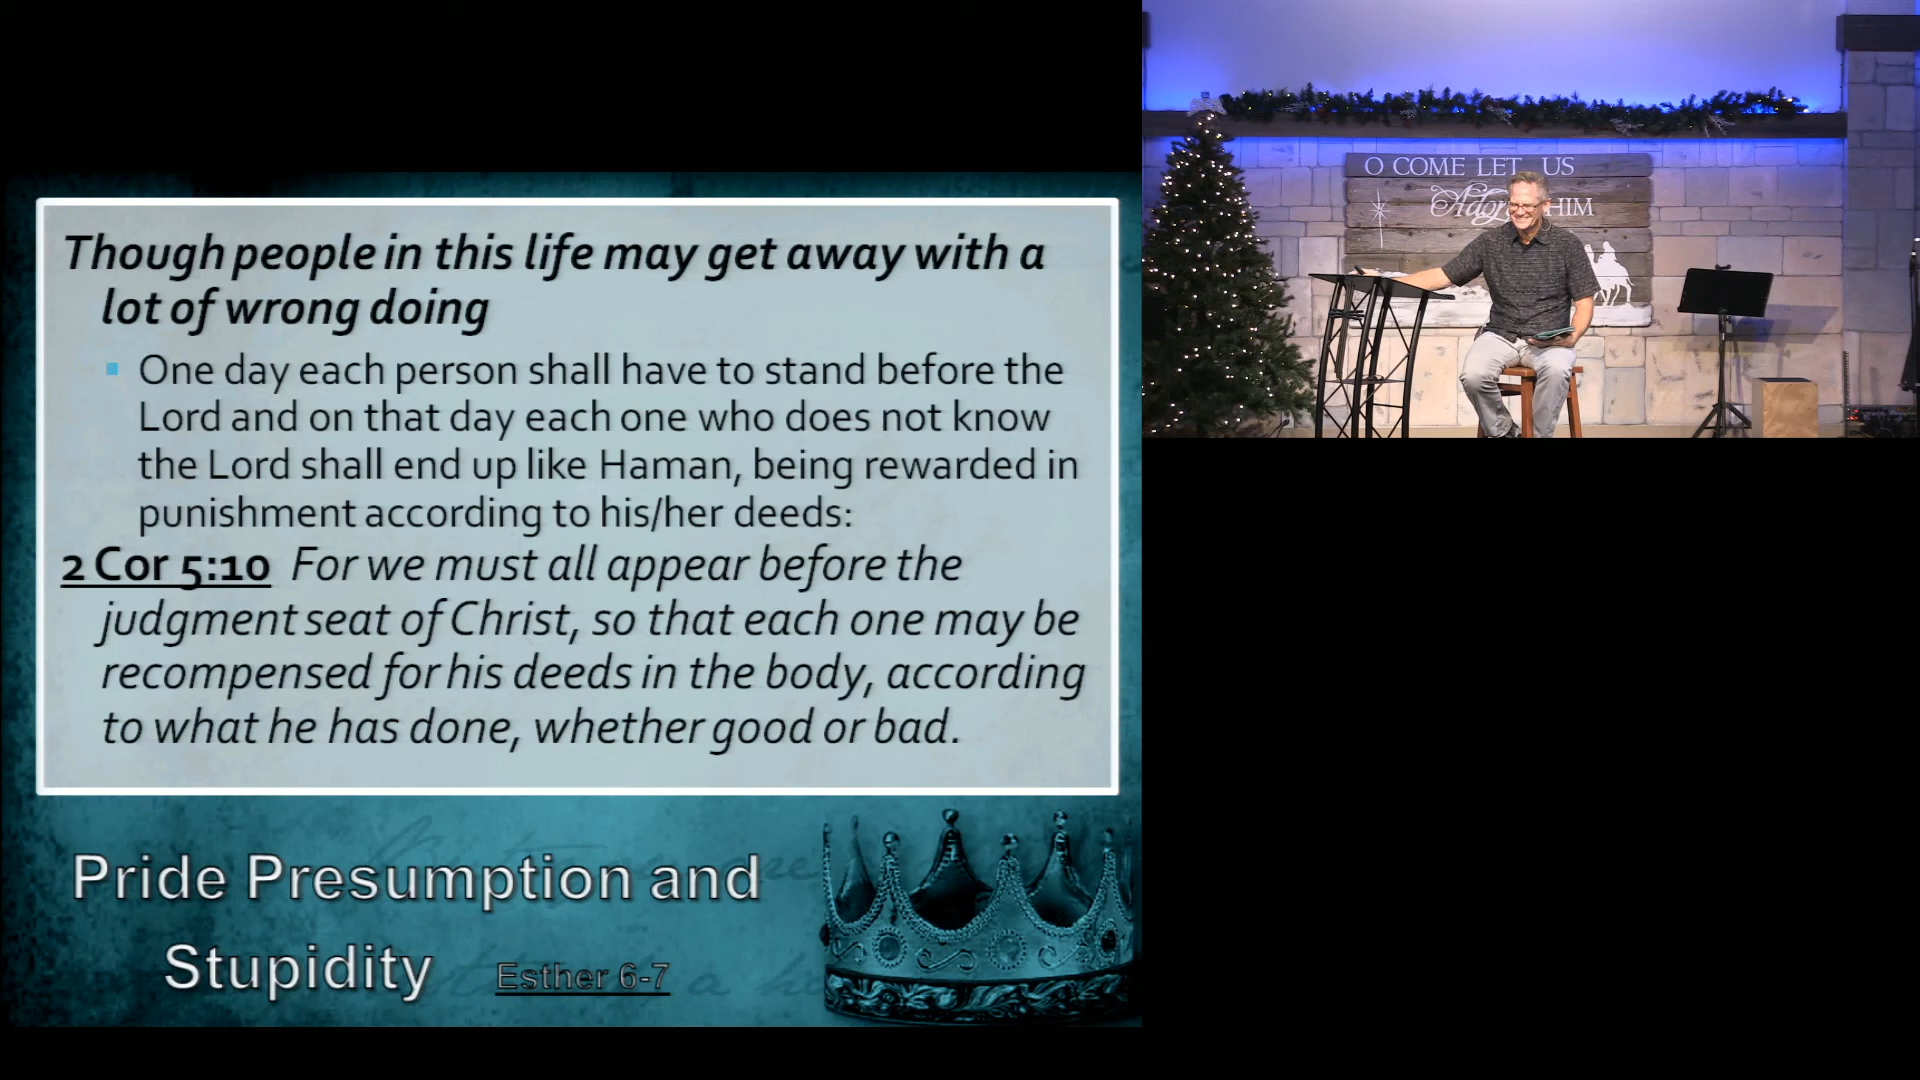 Though people in this life may get away with a
lot of wrong doing
▪ One day each person shall have to stand before the
Lord and on that day each one who does not know
the Lord shall end up like Haman, being rewarded in
punishment according to his/her deeds:
2 Cor 5:10 For we must all appear before the
judgment seat of Christ, so that each one may be
recompensed for his deeds in the body, according
to what he has done, whether good or bad.
Pride Presumption and
Stupidity Esther 6-7
O COME LET US
Adore HIM